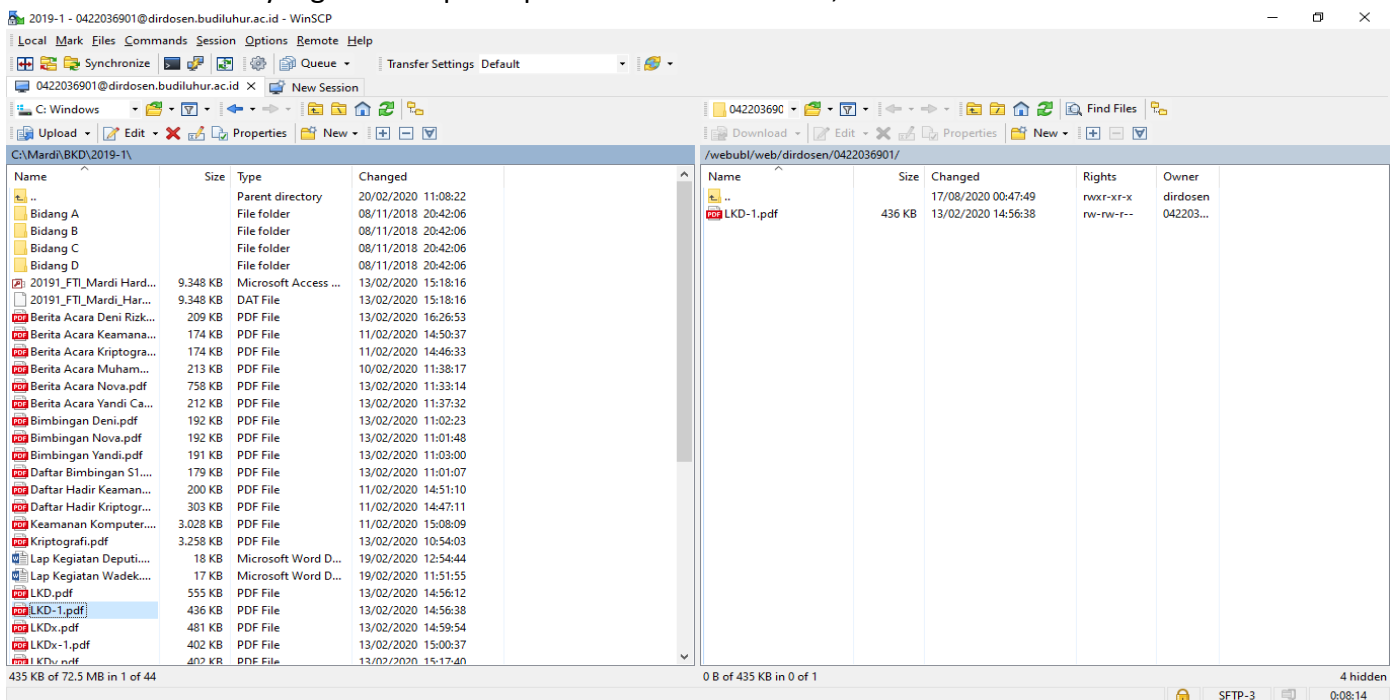 2019-1 - 0422036901@dirdosen.budiluhur.ac.id - WinSCP
Local Mark Files Commands Session Options Remote Help
Synchronize Queue Transfer Settings Default
0422036901@dirdosen.budiluhur.ac.id × New Session
C: Windows 04220369( Find Files
Upload Edit Properties New Download Edit Properties New
C:\Mardi\BKD\2019-1\ /webubl/web/dirdosen/0422036901/
Name Size Type Changed Name Size Changed Rights Owner
.. Parent directory 20/02/2020 11:08:22 .. 17/08/2020 00:47:49 rwxr-xr-x dirdosen
Bidang A File folder 08/11/2018 20:42:06 LKD-1.pdf 436 KB 13/02/2020 14:56:38 rw-rw-r-- 042203...
Bidang B File folder 08/11/2018 20:42:06
Bidang C File folder 08/11/2018 20:42:06
Bidang D File folder 08/11/2018 20:42:06
20191_FTI_Mardi Hard... 9.348 KB Microsoft Access ... 13/02/2020 15:18:16
20191_FTI_Mardi_Har... 9.348 KB DAT File 13/02/2020 15:18:16
Berita Acara Deni Rizk... 209 KB PDF File 13/02/2020 16:26:53
Berita Acara Keamana... 174 KB PDF File 11/02/2020 14:50:37
Berita Acara Kriptogra... 174 KB PDF File 11/02/2020 14:46:33
Berita Acara Muham... 213 KB PDF File 10/02/2020 11:38:17
Berita Acara Nova.pdf 758 KB PDF File 13/02/2020 11:33:14
Berita Acara Yandi Ca... 212 KB PDF File 13/02/2020 11:37:32
Bimbingan Deni.pdf 192 KB PDF File 13/02/2020 11:02:23
Bimbingan Nova.pdf 192 KB PDF File 13/02/2020 11:01:48
Bimbingan Yandi.pdf 191 KB PDF File 13/02/2020 11:03:00
Daftar Bimbingan S1.... 179 KB PDF File 13/02/2020 11:01:07
Daftar Hadir Keaman... 200 KB PDF File 11/02/2020 14:51:10
Daftar Hadir Kriptogr... 303 KB PDF File 11/02/2020 14:47:11
Keamanan Komputer.... 3.028 KB PDF File 11/02/2020 15:08:09
Kriptografi.pdf 3.258 KB PDF File 13/02/2020 10:54:03
Lap Kegiatan Deputi.... 18 KB Microsoft Word D... 19/02/2020 12:54:44
Lap Kegiatan Wadek.... 17 KB Microsoft Word D... 19/02/2020 11:51:55
LKD.pdf 555 KB PDF File 13/02/2020 14:56:12
LKD-1.pdf 436 KB PDF File 13/02/2020 14:56:38
LKDx.pdf 481 KB PDF File 13/02/2020 14:59:54
LKDx-1.pdf 402 KB PDF File 13/02/2020 15:00:37
LKDy.pdf 402 KB PDF File 13/02/2020 15:17:40
435 KB of 72.5 MB in 1 of 44 0 B of 435 KB in 0 of 1 4 hidden
SFTP-3 0:08:14